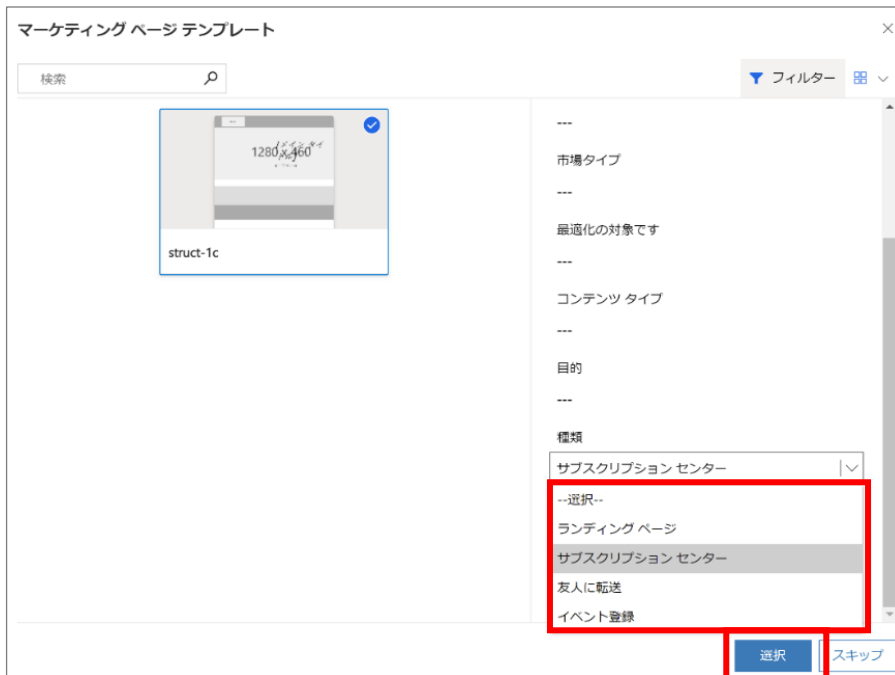 マーケティング ページ テンプレート
検索
フィルター
1280 x 460
struct-1c
---
市場タイプ
---
最適化の対象です
---
コンテンツ タイプ
---
目的
---
種類
サブスクリプション センター
--選択--
ランディング ページ
サブスクリプション センター
友人に転送
イベント登録
選択
スキップ